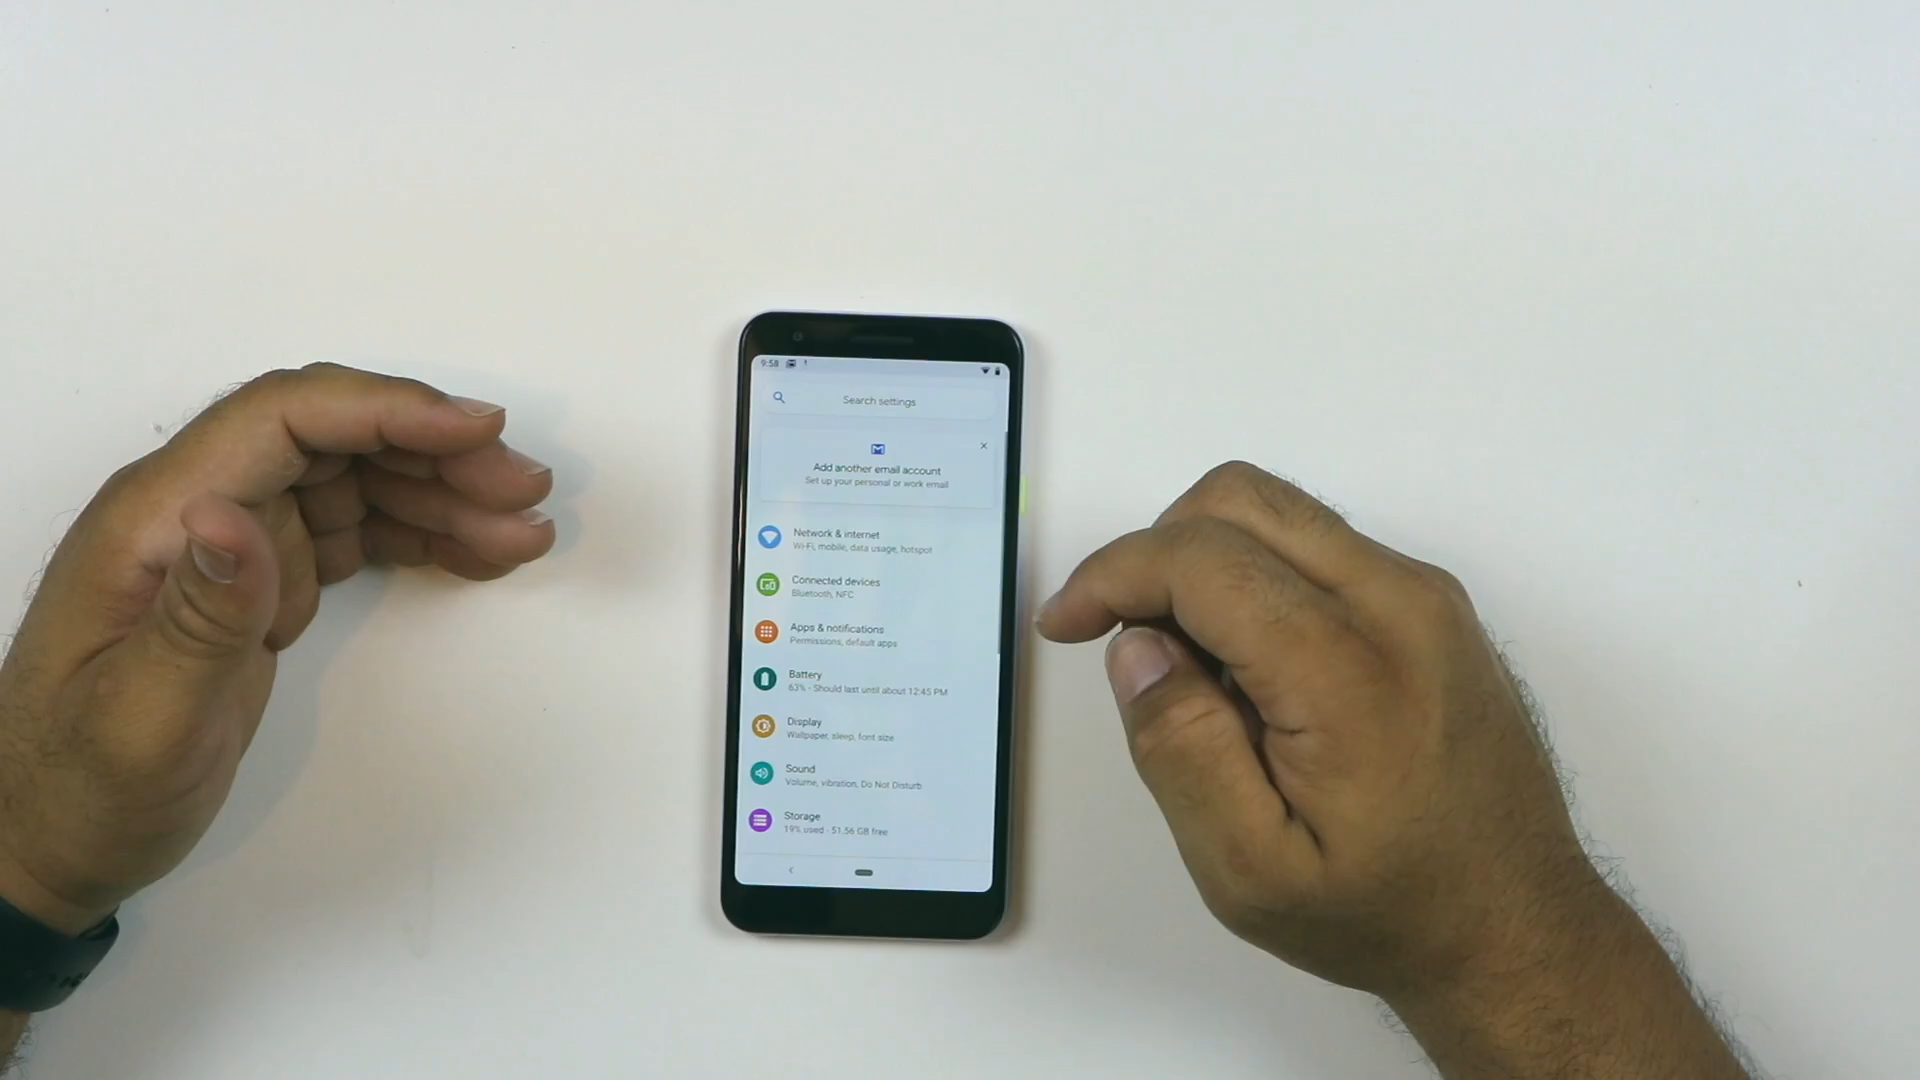 9:58
Search settings
Add another email account
Set up your personal or work email
Network & internet
Wi-Fi, mobile, data usage, hotspot
Connected devices
Bluetooth, NFC
Apps & notifications
Permissions, default apps
Battery
63% - Should last until about 12:45 PM
Display
Wallpaper, sleep, font size
Sound
Volume, vibration, Do Not Disturb
Storage
19% used - 51.56 GB free